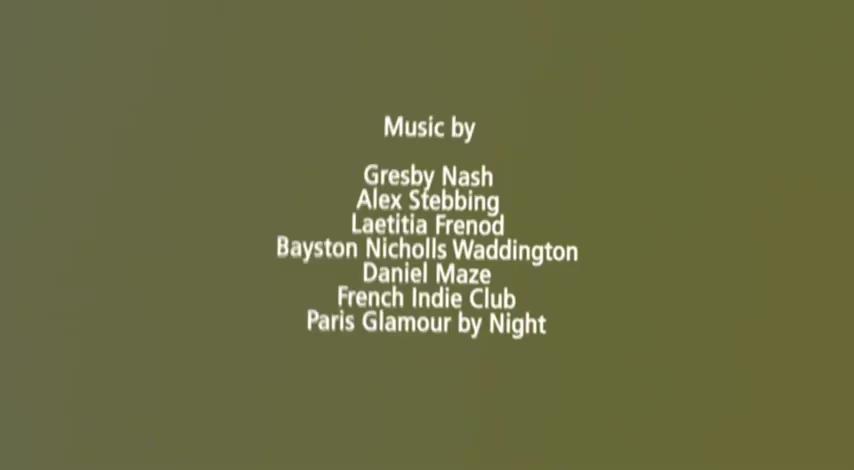 Music by
Gresby Nash
Alex Stebbing
Laetitia Frenod
Bayston Nicholls Waddington
Daniel Maze
French Indie Club
Paris Glamour by Night